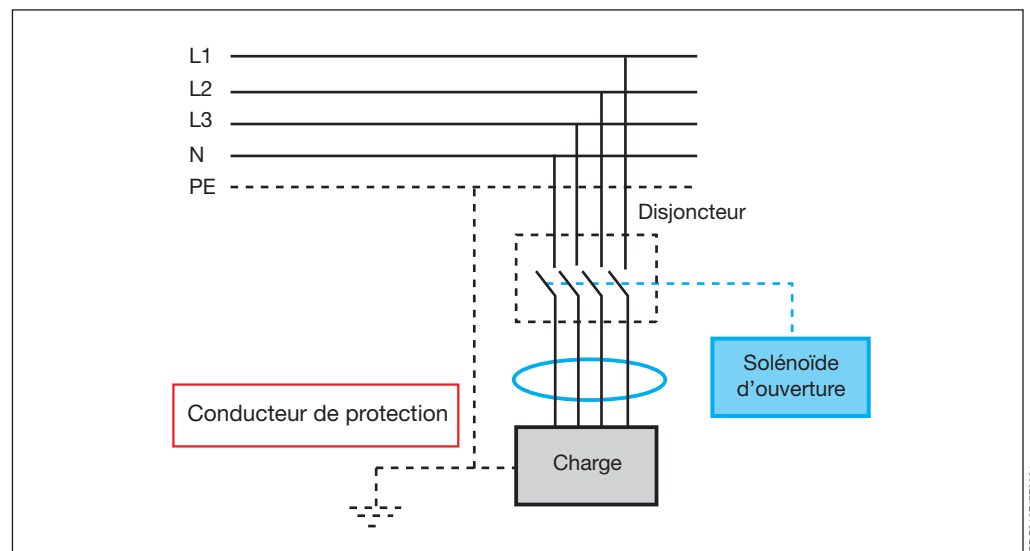 L1
L2
L3
N
PE
Disjoncteur
Solénoïde
d’ouverture
Conducteur de protection
Charge